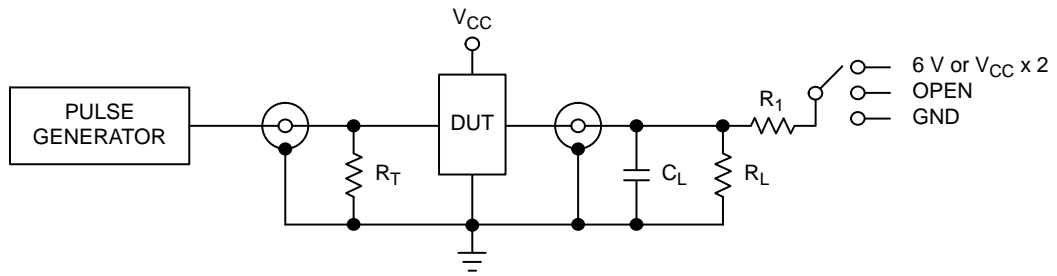 V_CC
6 V or V_CC x 2
OPEN
GND
R_1
PULSE
GENERATOR
DUT
R_T
C_L
R_L